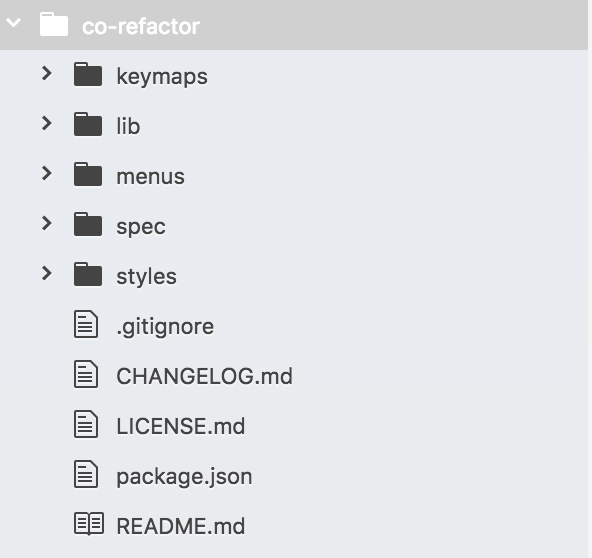 co-refactor
keymaps
lib
menus
spec
styles
.gitignore
CHANGELOG.md
LICENSE.md
package.json
README.md